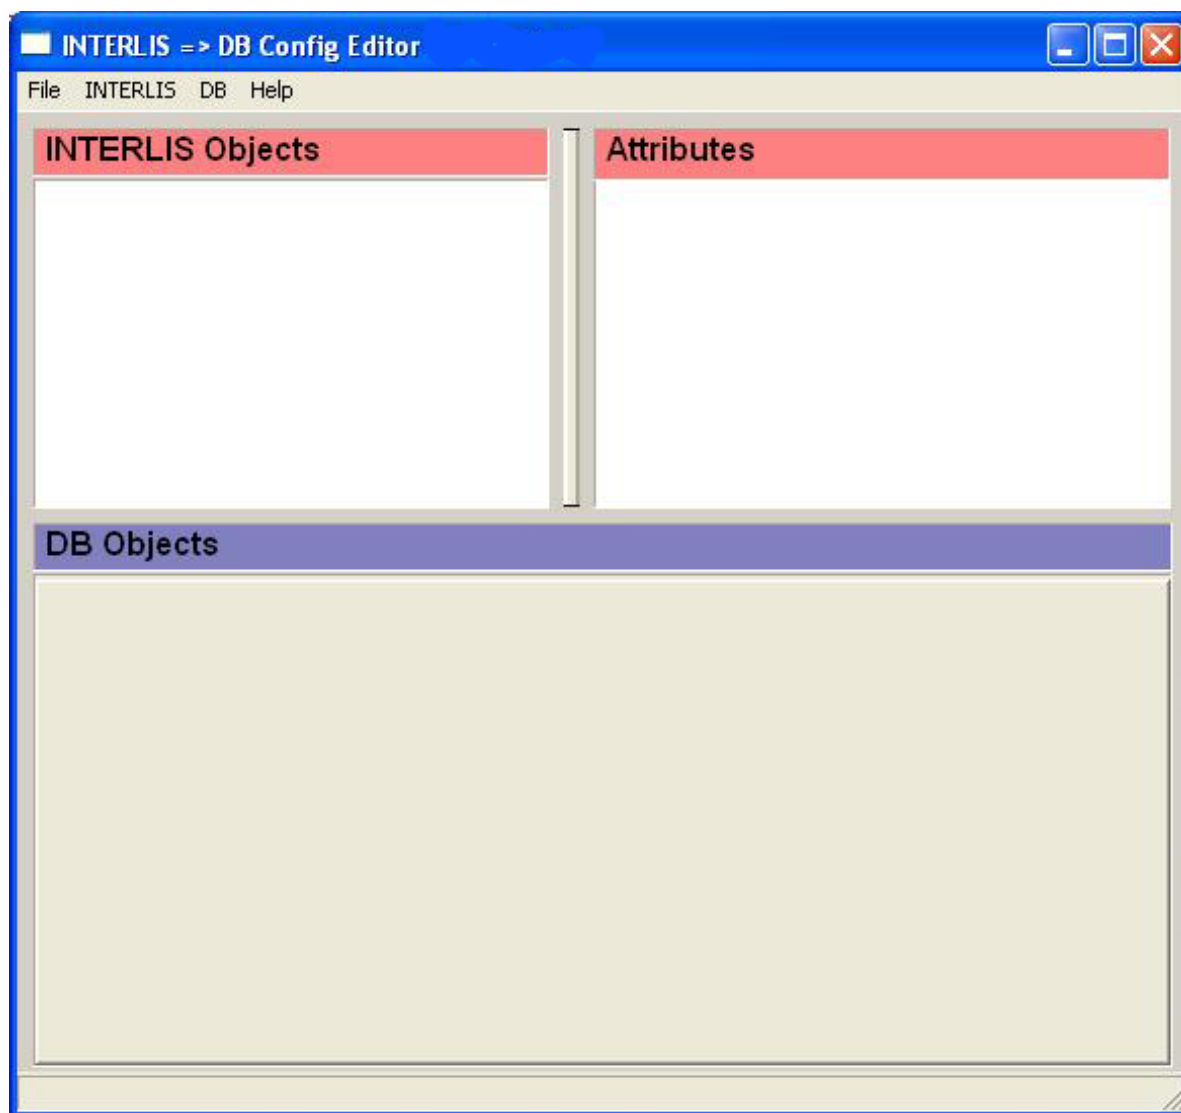 INTERLIS => DB Config Editor
File INTERLIS DB Help
INTERLIS Objects
Attributes
DB Objects